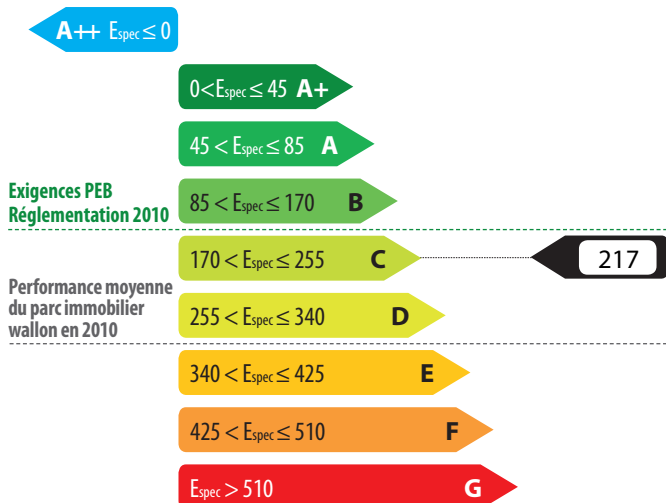 A++ Espec ≤ 0
0<Espec ≤ 45 A+
45 < Espec ≤ 85 A
Exigences PEB
Réglementation 2010
85 < Espec ≤ 170 B
170 < Espec ≤ 255 C
217
Performance moyenne
du parc immobilier
wallon en 2010
255 < Espec ≤ 340 D
340 < Espec ≤ 425 E
425 < Espec ≤ 510 F
Espec > 510 G